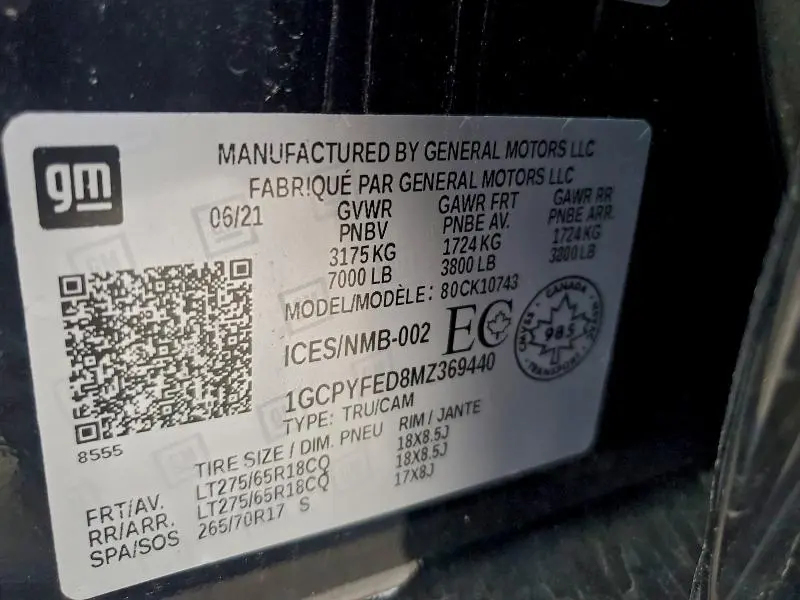 gm
MANUFACTURED BY GENERAL MOTORS LLC
FABRIQUÉ PAR GENERAL MOTORS LLC
06/21 GVWR GAWR FRT GAWR RR
PNBV PNBE AV. PNBE ARR.
3175 KG 1724 KG 1724 KG
7000 LB 3800 LB 3800 LB
MODEL/MODÈLE: 80CK10743
ICES/NMB-002 EC
CANADA
CMVSS 985 NSVAC
TRANSPORT
1GCPYFED8MZ369440
TYPE: TRU/CAM
8555
TIRE SIZE / DIM. PNEU RIM / JANTE
FRT/AV. LT275/65R18CQ 18X8.5J
RR/ARR. LT275/65R18CQ 18X8.5J
SPA/SOS 265/70R17 S 17X8J